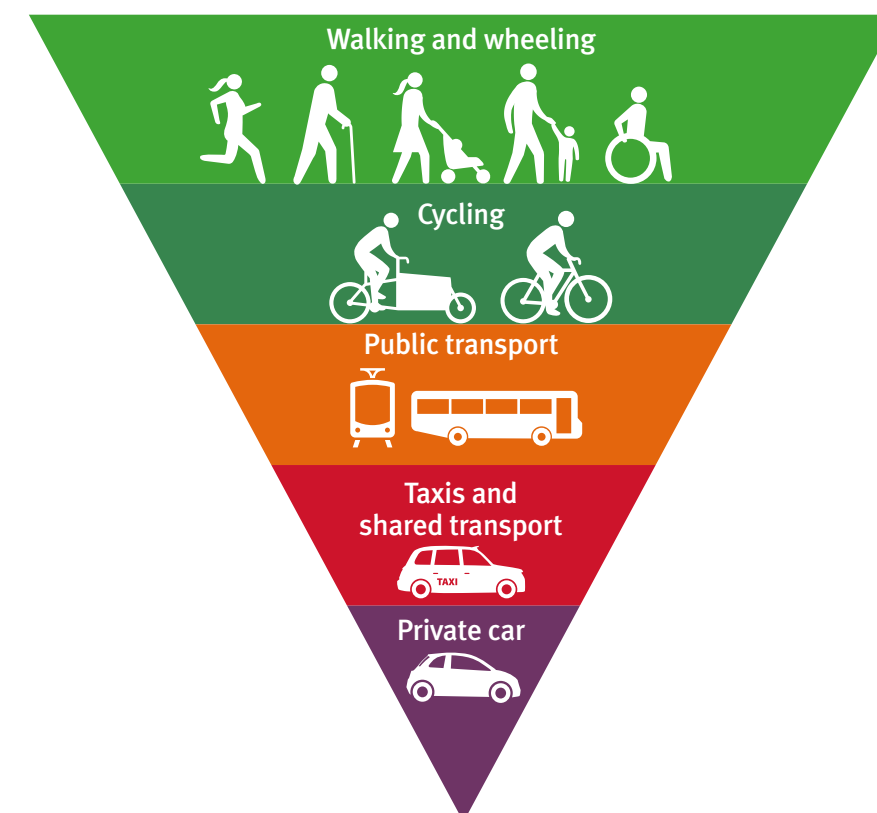 Walking and wheeling
Cycling
Public transport
Taxis and
shared transport
TAXI
Private car